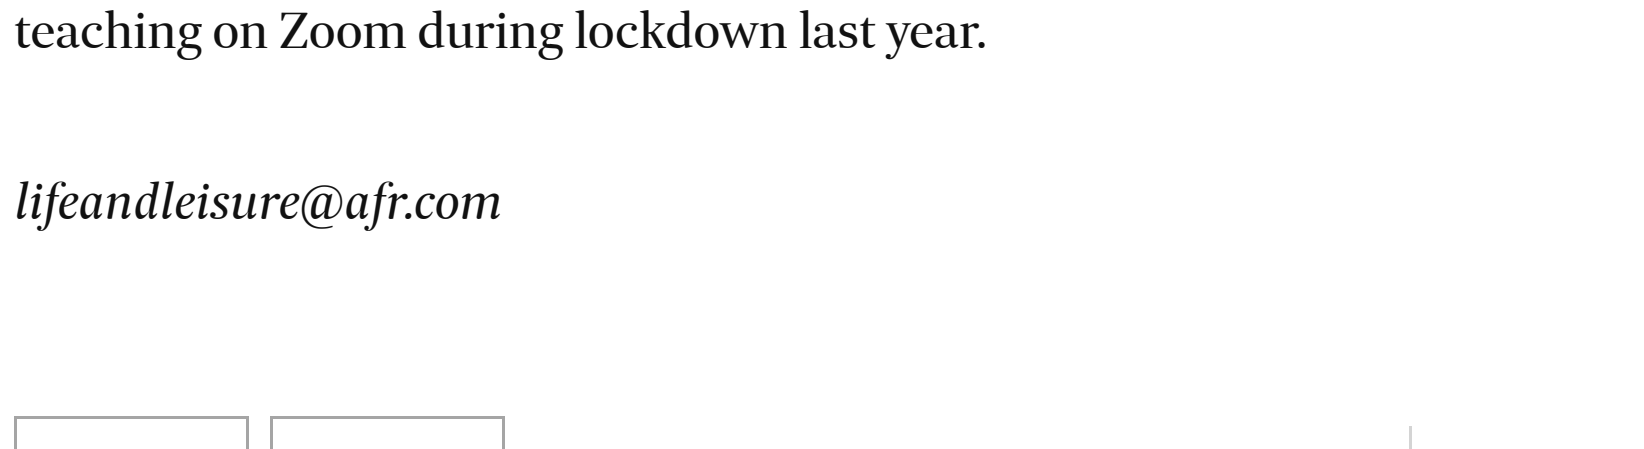 teaching on Zoom during lockdown last year.
lifeandleisure@afr.com